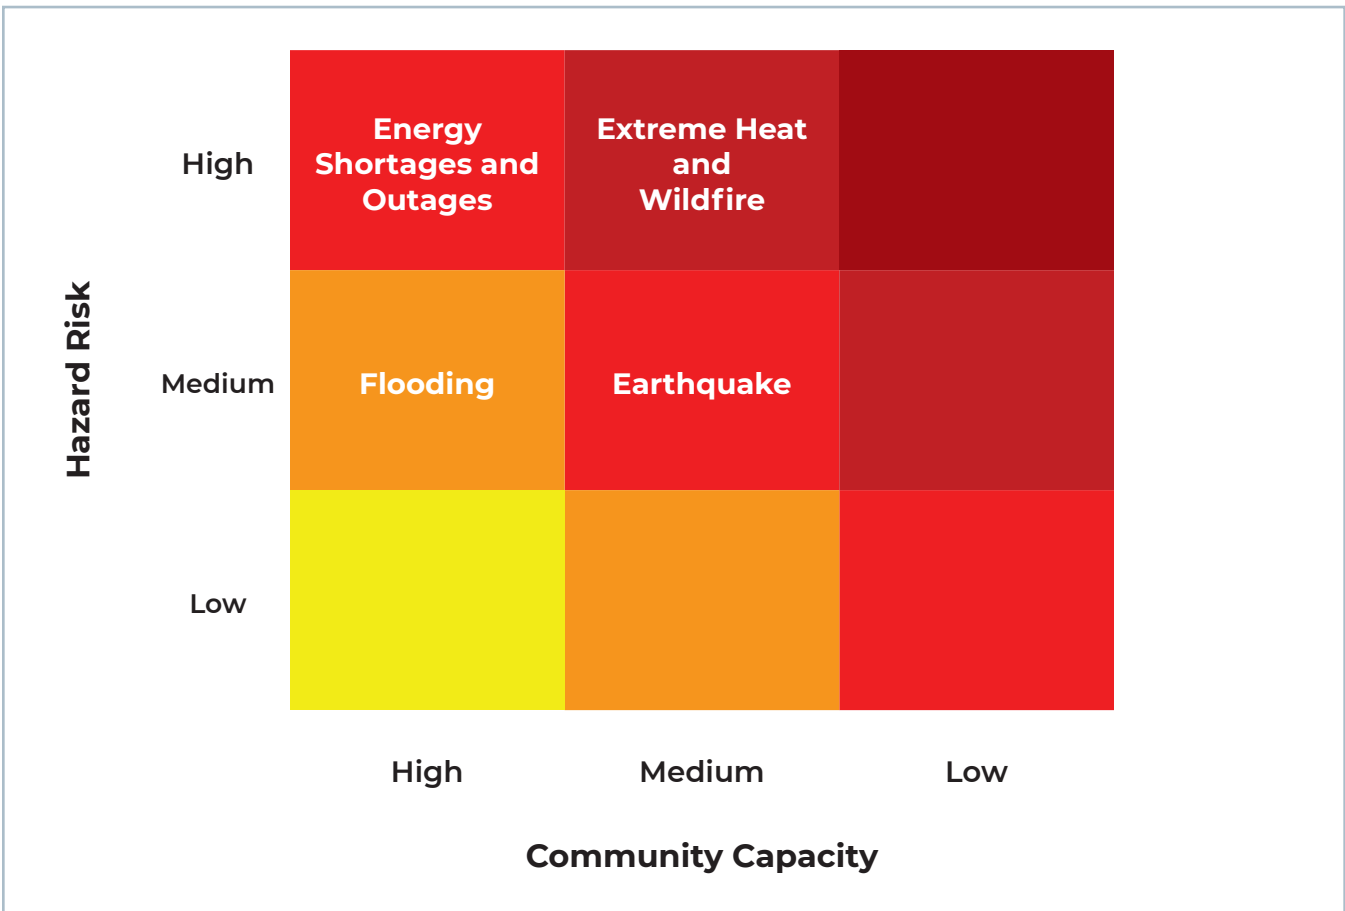 Energy
Shortages and
Outages
Extreme Heat
and
Wildfire
High
Hazard Risk
Medium
Flooding
Earthquake
Low
High
Medium
Low
Community Capacity